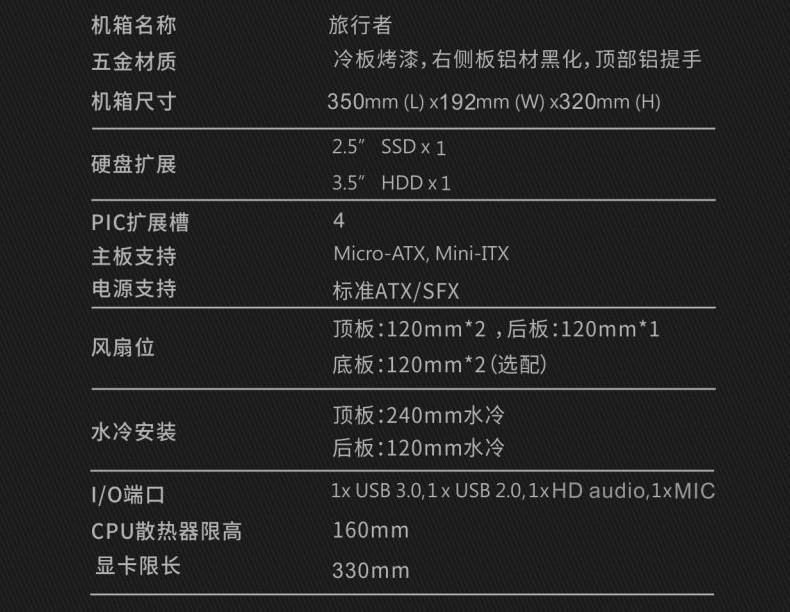 机箱名称 旅行者
五金材质 冷板烤漆,右侧板铝材黑化,顶部铝提手
机箱尺寸 350mm (L) x192mm (W) x320mm (H)
硬盘扩展
2.5″ SSD x 1
3.5″ HDD x 1
PIC扩展槽 4
主板支持 Micro-ATX, Mini-ITX
电源支持 标准ATX/SFX
风扇位
顶板:120mm*2 ,后板:120mm*1
底板:120mm*2(选配)
水冷安装
顶板:240mm水冷
后板:120mm水冷
I/O端口 1x USB 3.0,1 x USB 2.0,1xHD audio,1xMIC
CPU散热器限高 160mm
显卡限长 330mm